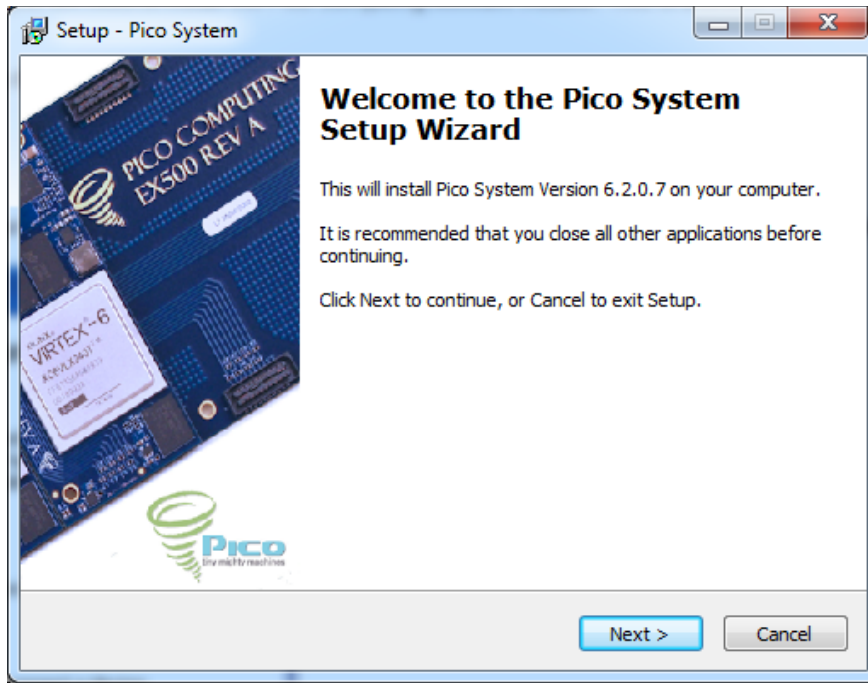 Setup - Pico System
PICO COMPUTING
EX500 REV A
VIRTEX-6
Pico
tiny mighty machines
Welcome to the Pico System
Setup Wizard
This will install Pico System Version 6.2.0.7 on your computer.
It is recommended that you close all other applications before
continuing.
Click Next to continue, or Cancel to exit Setup.
Next >
Cancel